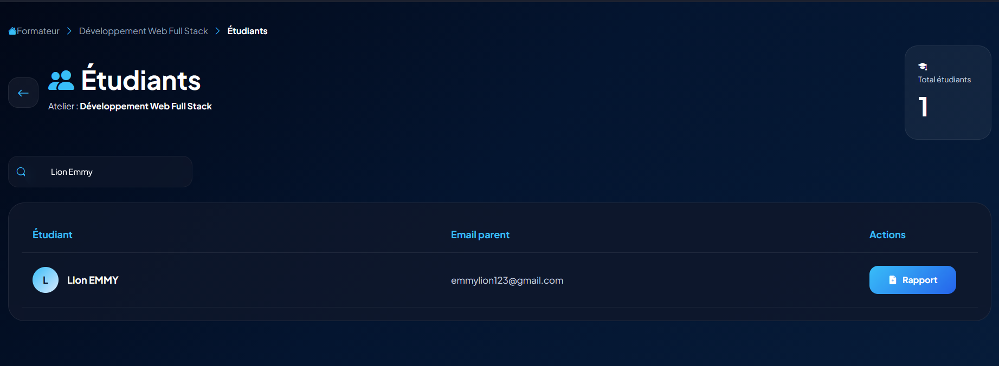 Formateur > Développement Web Full Stack > Étudiants
Étudiants
Atelier : Développement Web Full Stack
Total étudiants
1
Lion Emmy
Étudiant Email parent Actions
L Lion EMMY emmylion123@gmail.com Rapport